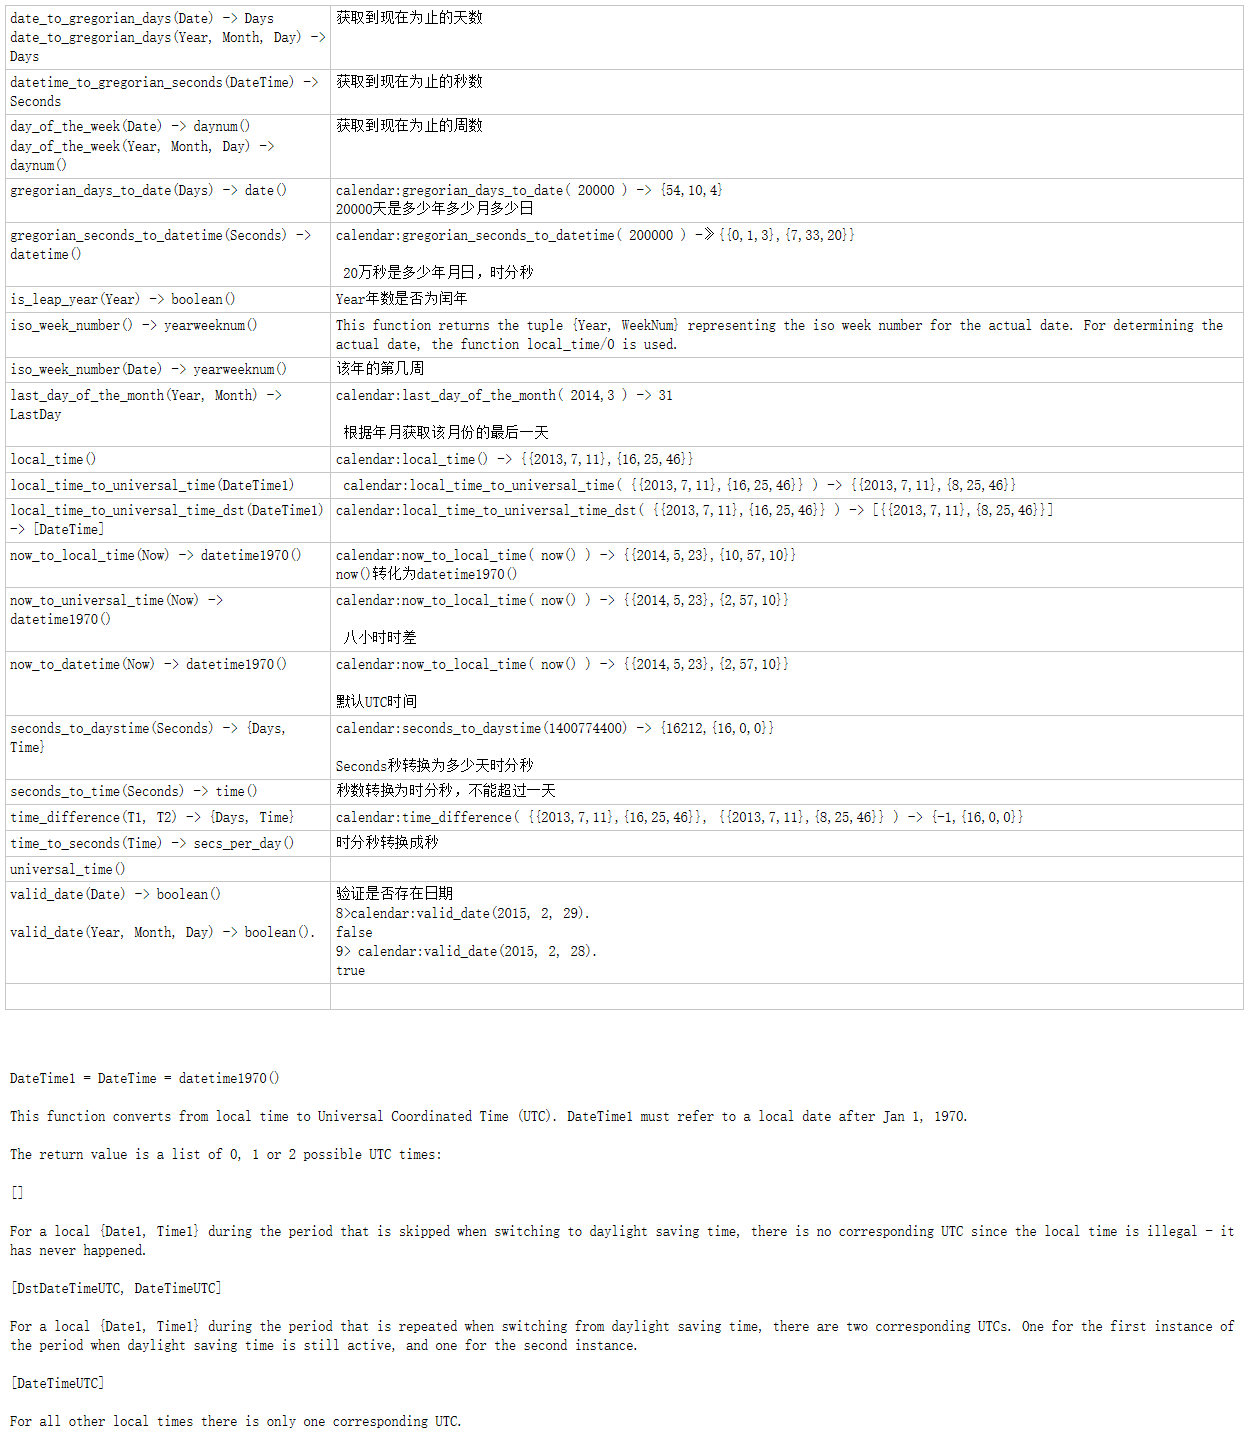 date_to_gregorian_days(Date) -> Days
date_to_gregorian_days(Year, Month, Day) ->
Days
获取到现在为止的天数
datetime_to_gregorian_seconds(DateTime) ->
Seconds
获取到现在为止的秒数
day_of_the_week(Date) -> daynum()
day_of_the_week(Year, Month, Day) ->
daynum()
获取到现在为止的周数
gregorian_days_to_date(Days) -> date()
calendar:gregorian_days_to_date( 20000 ) -> {54,10,4}
20000天是多少年多少月多少日
gregorian_seconds_to_datetime(Seconds) ->
datetime()
calendar:gregorian_seconds_to_datetime( 200000 ) -》{{0,1,3},{7,33,20}}
20万秒是多少年月日，时分秒
is_leap_year(Year) -> boolean()
Year年数是否为闰年
iso_week_number() -> yearweeknum()
This function returns the tuple {Year, WeekNum} representing the iso week number for the actual date. For determining the
actual date, the function local_time/0 is used.
iso_week_number(Date) -> yearweeknum()
该年的第几周
last_day_of_the_month(Year, Month) ->
LastDay
calendar:last_day_of_the_month( 2014,3 ) -> 31
根据年月获取该月份的最后一天
local_time()
calendar:local_time() -> {{2013,7,11},{16,25,46}}
local_time_to_universal_time(DateTime1)
calendar:local_time_to_universal_time( {{2013,7,11},{16,25,46}} ) -> {{2013,7,11},{8,25,46}}
local_time_to_universal_time_dst(DateTime1)
-> [DateTime]
calendar:local_time_to_universal_time_dst( {{2013,7,11},{16,25,46}} ) -> [{{2013,7,11},{8,25,46}}]
now_to_local_time(Now) -> datetime1970()
calendar:now_to_local_time( now() ) -> {{2014,5,23},{10,57,10}}
now()转化为datetime1970()
now_to_universal_time(Now) ->
datetime1970()
calendar:now_to_local_time( now() ) -> {{2014,5,23},{2,57,10}}
八小时时差
now_to_datetime(Now) -> datetime1970()
calendar:now_to_local_time( now() ) -> {{2014,5,23},{2,57,10}}
默认UTC时间
seconds_to_daystime(Seconds) -> {Days,
Time}
calendar:seconds_to_daystime(1400774400) -> {16212,{16,0,0}}
Seconds秒转换为多少天时分秒
seconds_to_time(Seconds) -> time()
秒数转换为时分秒，不能超过一天
time_difference(T1, T2) -> {Days, Time}
calendar:time_difference( {{2013,7,11},{16,25,46}}, {{2013,7,11},{8,25,46}} ) -> {-1,{16,0,0}}
time_to_seconds(Time) -> secs_per_day()
时分秒转换成秒
universal_time()
valid_date(Date) -> boolean()
valid_date(Year, Month, Day) -> boolean().
验证是否存在日期
8>calendar:valid_date(2015, 2, 29).
false
9> calendar:valid_date(2015, 2, 28).
true
DateTime1 = DateTime = datetime1970()
This function converts from local time to Universal Coordinated Time (UTC). DateTime1 must refer to a local date after Jan 1, 1970.
The return value is a list of 0, 1 or 2 possible UTC times:
[]
For a local {Date1, Time1} during the period that is skipped when switching to daylight saving time, there is no corresponding UTC since the local time is illegal - it
has never happened.
[DstDateTimeUTC, DateTimeUTC]
For a local {Date1, Time1} during the period that is repeated when switching from daylight saving time, there are two corresponding UTCs. One for the first instance of
the period when daylight saving time is still active, and one for the second instance.
[DateTimeUTC]
For all other local times there is only one corresponding UTC.